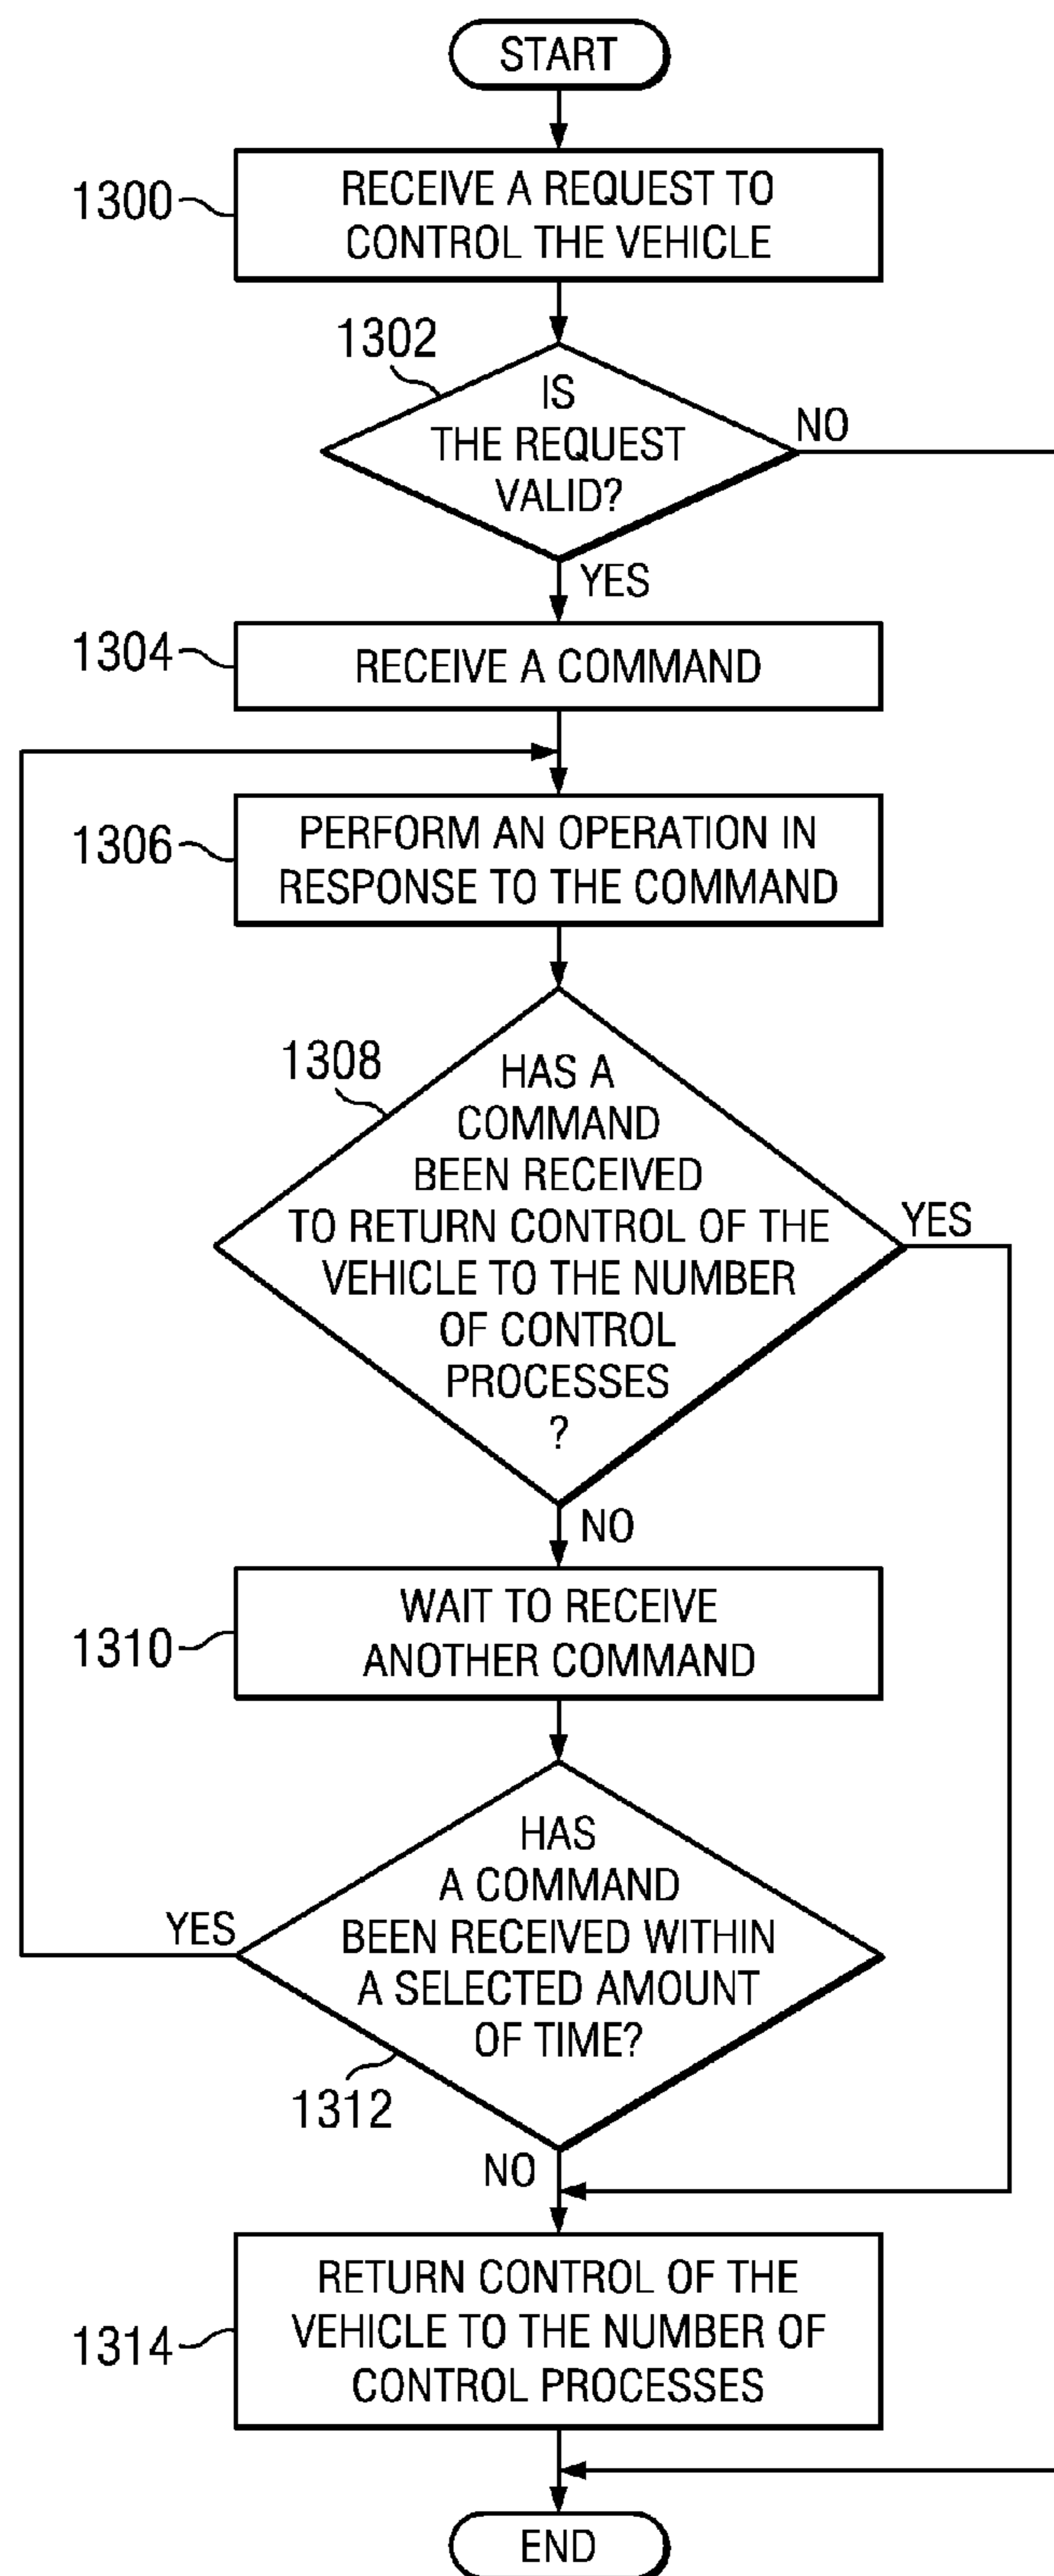 START
1300
RECEIVE A REQUEST TO
CONTROL THE VEHICLE
1302
IS
THE REQUEST
VALID?
NO
YES
1304
RECEIVE A COMMAND
1306
PERFORM AN OPERATION IN
RESPONSE TO THE COMMAND
1308
HAS A
COMMAND
BEEN RECEIVED
TO RETURN CONTROL OF THE
VEHICLE TO THE NUMBER
OF CONTROL
PROCESSES
?
YES
NO
1310
WAIT TO RECEIVE
ANOTHER COMMAND
HAS
A COMMAND
BEEN RECEIVED WITHIN
A SELECTED AMOUNT
OF TIME?
YES
1312
NO
1314
RETURN CONTROL OF THE
VEHICLE TO THE NUMBER OF
CONTROL PROCESSES
END